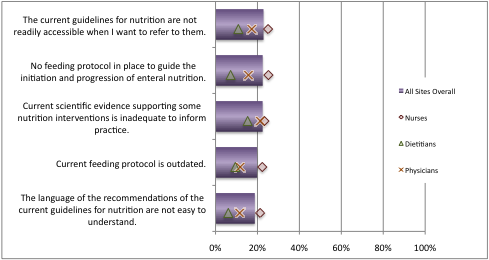 The current guidelines for nutrition are not
readily accessible when I want to refer to them.
No feeding protocol in place to guide the
initiation and progression of enteral nutrition.
Current scientific evidence supporting some
nutrition interventions is inadequate to inform
practice.
Current feeding protocol is outdated.
The language of the recommendations of the
current guidelines for nutrition are not easy to
understand.
All Sites Overall
Nurses
Dietitians
Physicians
0% 20% 40% 60% 80% 100%